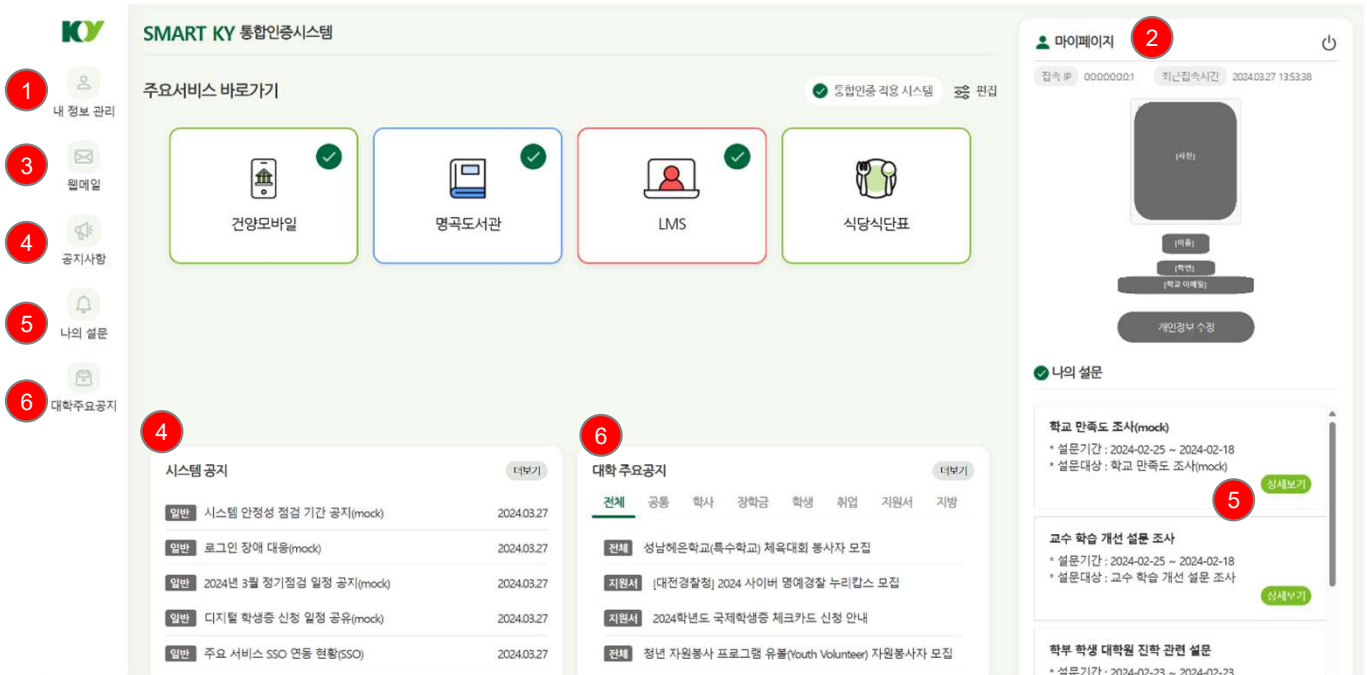 KY
SMART KY 통합인증시스템
1
내 정보 관리
3
웹메일
4
공지사항
5
나의 설문
6
대학주요공지
주요서비스 바로가기
통합인증 적용 시스템
편집
건양모바일
명곡도서관
LMS
식당식단표
4
시스템 공지
더보기
일반 시스템 안정성 점검 기간 공지(mock) 2024.03.27
일반 로그인 장애 대응(mock) 2024.03.27
일반 2024년 3월 정기점검 일정 공지(mock) 2024.03.27
일반 디지털 학생증 신청 일정 공유(mock) 2024.03.27
일반 주요 서비스 SSO 연동 현황(SSO) 2024.03.27
6
대학 주요공지
더보기
전체 공통 학사 장학금 학생 취업 지원서 지방
전체 성남혜은학교(특수학교) 체육대회 봉사자 모집
지원서 [대전경찰청] 2024 사이버 명예경찰 누리캅스 모집
지원서 2024학년도 국제학생증 체크카드 신청 안내
전체 청년 자원봉사 프로그램 유볼(Youth Volunteer) 자원봉사자 모집
마이페이지
2
접속 IP 0:0:0:0:0:0:0:1 최근접속시간 2024.03.27 13:53:38
[사진]
[이름]
[학번]
[학교 이메일]
개인정보 수정
나의 설문
학교 만족도 조사(mock)
* 설문기간 : 2024-02-25 ~ 2024-02-18
* 설문대상 : 학교 만족도 조사(mock)
상세보기
5
교수 학습 개선 설문 조사
* 설문기간 : 2024-02-25 ~ 2024-02-18
* 설문대상 : 교수 학습 개선 설문 조사
상세보기
학부 학생 대학원 진학 관련 설문
* 설문기간 : 2024-02-23 ~ 2024-02-23